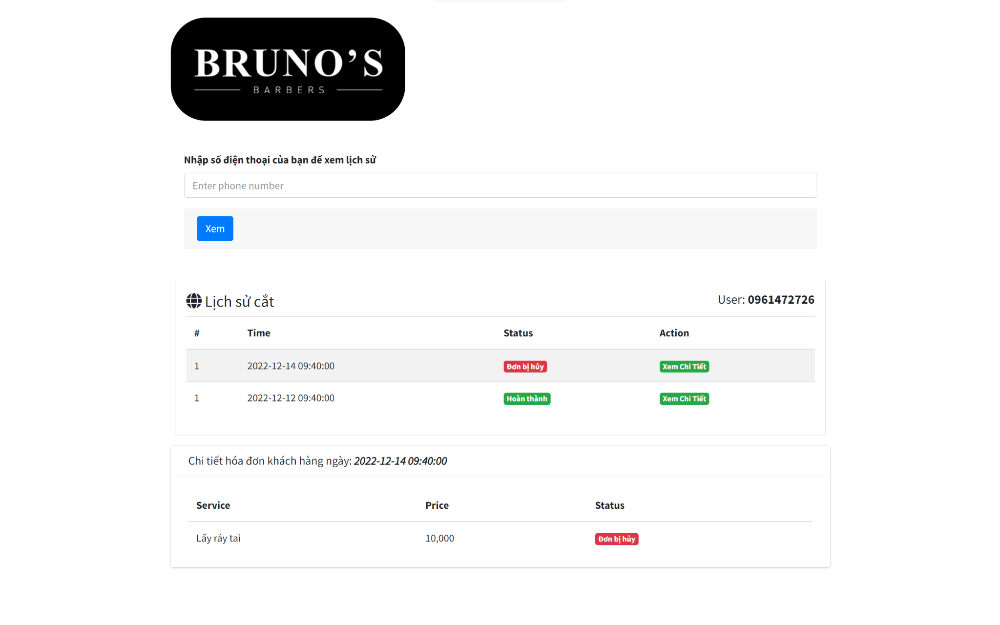 BRUNO'S
BARBERS
Nhập số điện thoại của bạn để xem lịch sử
Enter phone number
Xem
Lịch sử cắt
User: 0961472726
# Time Status Action
1 2022-12-14 09:40:00 Đơn bị hủy Xem Chi Tiết
1 2022-12-12 09:40:00 Hoàn thành Xem Chi Tiết
Chi tiết hóa đơn khách hàng ngày: 2022-12-14 09:40:00
Service Price Status
Lấy ráy tai 10,000 Đơn bị hủy